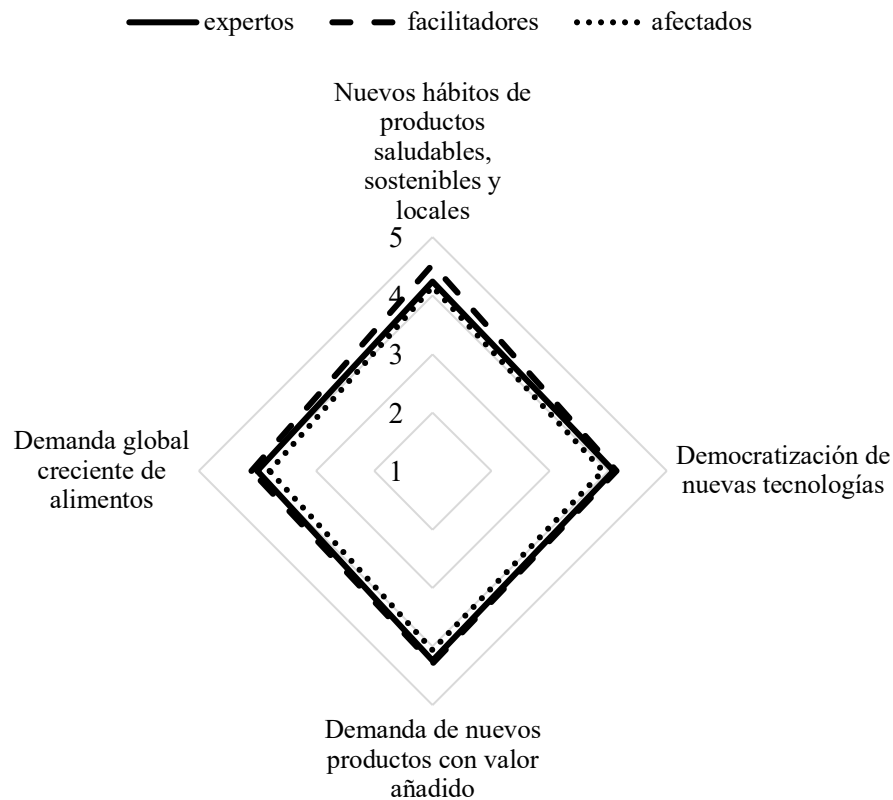 expertos facilitadores afectados
Nuevos hábitos de
productos
saludables,
sostenibles y
locales
5
4
3
2
1
Demanda global
creciente de
alimentos
Democratización de
nuevas tecnologías
Demanda de nuevos
productos con valor
añadido